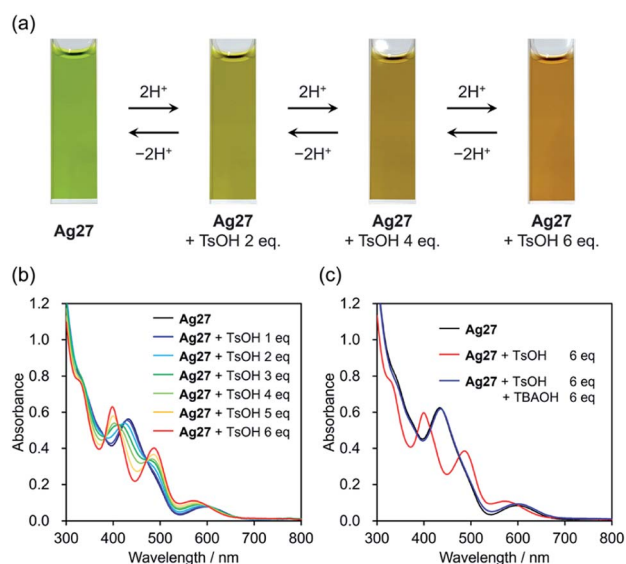 (a)
2H⁺ 2H⁺ 2H⁺
−2H⁺ −2H⁺ −2H⁺
Ag27
Ag27
+ TsOH 2 eq.
Ag27
+ TsOH 4 eq.
Ag27
+ TsOH 6 eq.
(b)
1.2
1.0
0.8
0.6
0.4
0.2
0.0
Absorbance
Ag27
Ag27 + TsOH 1 eq
Ag27 + TsOH 2 eq
Ag27 + TsOH 3 eq
Ag27 + TsOH 4 eq
Ag27 + TsOH 5 eq
Ag27 + TsOH 6 eq
300 400 500 600 700 800
Wavelength / nm
(c)
1.2
1.0
0.8
0.6
0.4
0.2
0.0
Absorbance
Ag27
Ag27 + TsOH 6 eq
Ag27 + TsOH 6 eq
+ TBAOH 6 eq
300 400 500 600 700 800
Wavelength / nm